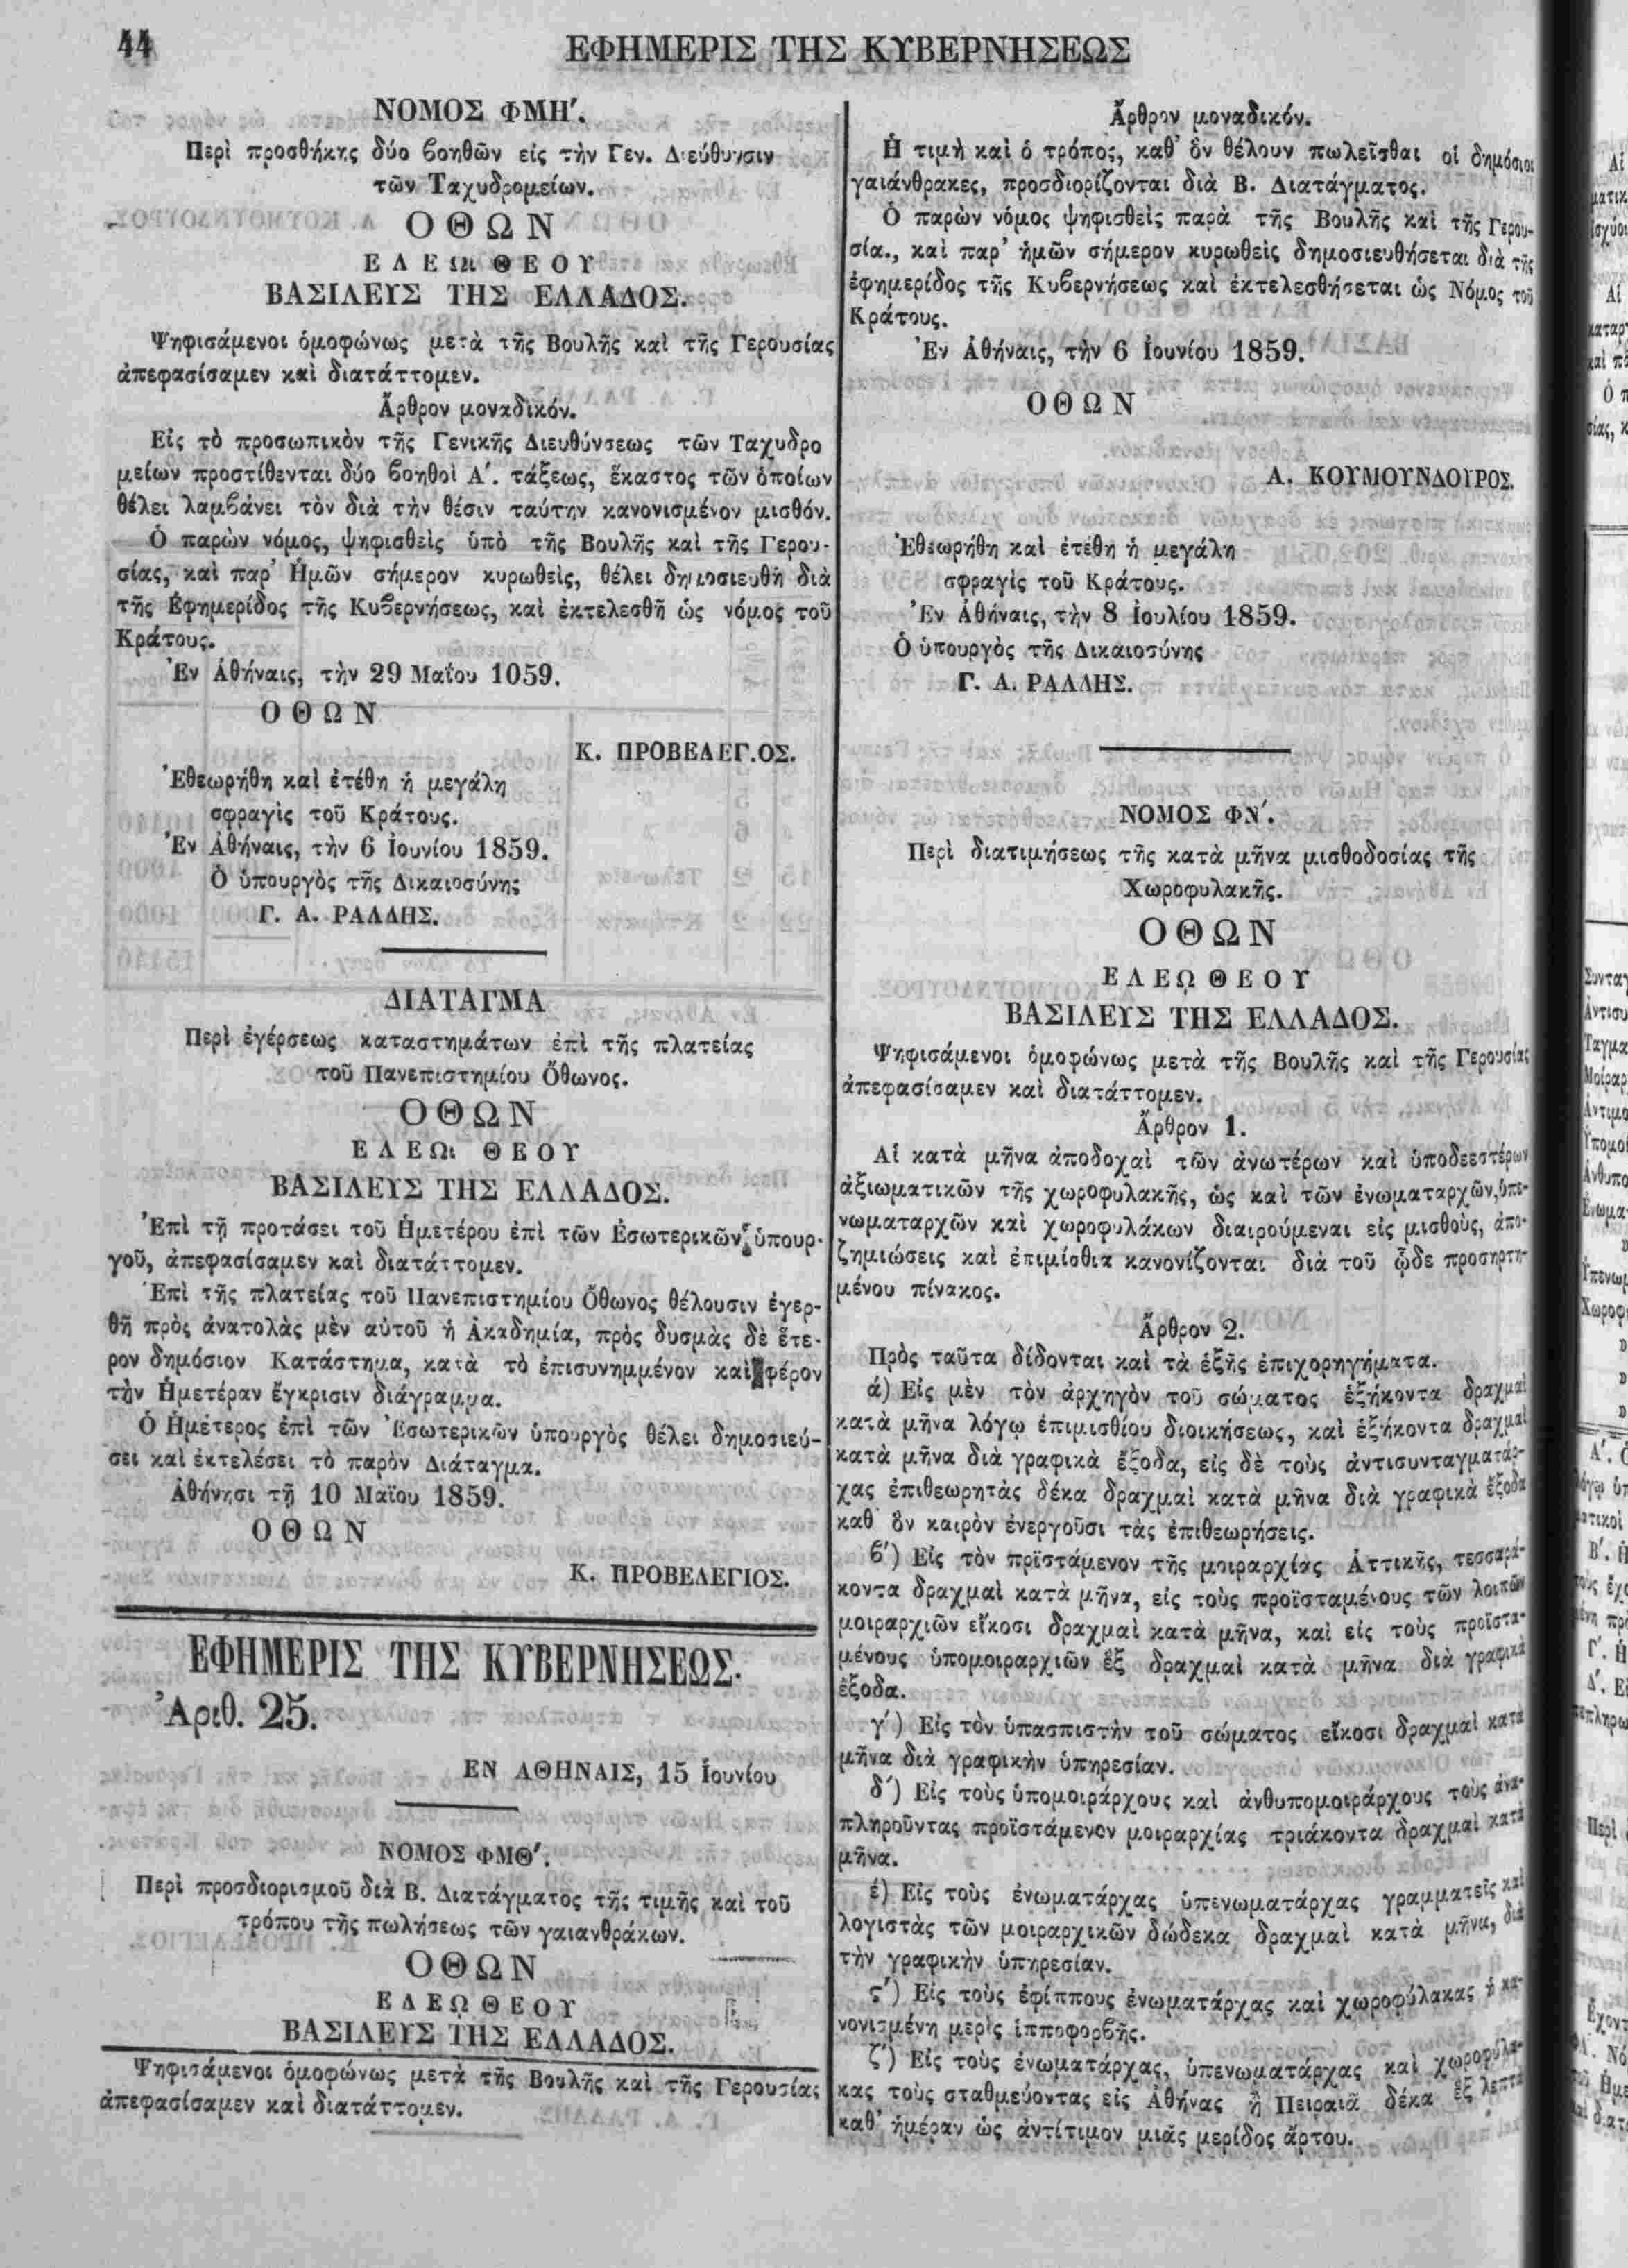 44
ΕΦΗΜΕΡΙΣ ΤΗΣ ΚΥΒΕΡΝΗΣΕΩΣ
ΝΟΜΟΣ ΦΜΗ′.
Περὶ προσθήκης δύο βοηθῶν εἰς τὴν Γεν. Διεύθυνσιν
τῶν Ταχυδρομείων.
ΟΘΩΝ
ΕΛΕΩι ΘΕΟΥ
ΒΑΣΙΛΕΥΣ ΤΗΣ ΕΛΛΑΔΟΣ.
Ψηφισάμενοι ὁμοφώνως μετὰ τῆς Βουλῆς καὶ τῆς Γερουσίας
ἀπεφασίσαμεν καὶ διατάττομεν.
Ἄρθρον μοναδικόν.
Εἰς τὸ προσωπικὸν τῆς Γενικῆς Διευθύνσεως τῶν Ταχυδρο
μείων προστίθενται δύο βοηθοὶ Α′. τάξεως, ἕκαστος τῶν ὁποίων
θέλει λαμβάνει τὸν διὰ τὴν θέσιν ταύτην κανονισμένον μισθόν.
Ὁ παρὼν νόμος, ψηφισθεὶς ὑπὸ τῆς Βουλῆς καὶ τῆς Γερου-
σίας, καὶ παρ' Ἡμῶν σήμερον κυρωθεὶς, θέλει δημοσιευθῆ διὰ
τῆς Ἐφημερίδος τῆς Κυβερνήσεως, καὶ ἐκτελεσθῆ ὡς νόμος τοῦ
Κράτους.
Ἐν Ἀθήναις, τὴν 29 Μαΐου 1059.
ΟΘΩΝ
Κ. ΠΡΟΒΕΛΕΓ.ΟΣ.
Ἐθεωρήθη καὶ ἐτέθη ἡ μεγάλη
σφραγὶς τοῦ Κράτους.
Ἐν Ἀθήναις, τὴν 6 Ἰουνίου 1859.
Ὁ ὑπουργὸς τῆς Δικαιοσύνης
Γ. Α. ΡΑΛΛΗΣ.
ΔΙΑΤΑΓΜΑ
Περὶ ἐγέρσεως καταστημάτων ἐπὶ τῆς πλατείας
τοῦ Πανεπιστημίου Ὄθωνος.
ΟΘΩΝ
ΕΛΕΩι ΘΕΟΥ
ΒΑΣΙΛΕΥΣ ΤΗΣ ΕΛΛΑΔΟΣ.
Ἐπὶ τῇ προτάσει τοῦ Ἡμετέρου ἐπὶ τῶν Ἐσωτερικῶν ὑπουρ-
γοῦ, ἀπεφασίσαμεν καὶ διατάττομεν.
Ἐπὶ τῆς πλατείας τοῦ Πανεπιστημίου Ὄθωνος θέλουσιν ἐγερ-
θῆ πρὸς ἀνατολὰς μὲν αὐτοῦ ἡ Ἀκαδημία, πρὸς δυσμὰς δὲ ἕτε-
ρον δημόσιον Κατάστημα, κατὰ τὸ ἐπισυνημμένον καὶ φέρον
τὴν Ἡμετέραν ἔγκρισιν διάγραμμα.
Ὁ Ἡμέτερος ἐπὶ τῶν Ἐσωτερικῶν ὑπουργὸς θέλει δημοσιεύ-
σει καὶ ἐκτελέσει τὸ παρὸν Διάταγμα.
Ἀθήνησι τῇ 10 Μαΐου 1859.
ΟΘΩΝ
Κ. ΠΡΟΒΕΛΕΓΙΟΣ.
ΕΦΗΜΕΡΙΣ ΤΗΣ ΚΥΒΕΡΝΗΣΕΩΣ.
Ἀριθ. 25.
ΕΝ ΑΘΗΝΑΙΣ, 15 Ἰουνίου
ΝΟΜΟΣ ΦΜΘ′.
Περὶ προσδιορισμοῦ διὰ Β. Διατάγματος τῆς τιμῆς καὶ τοῦ
τρόπου τῆς πωλήσεως τῶν γαιανθράκων.
ΟΘΩΝ
ΕΛΕῼ ΘΕΟΥ
ΒΑΣΙΛΕΥΣ ΤΗΣ ΕΛΛΑΔΟΣ.
Ψηφισάμενοι ὁμοφώνως μετὰ τῆς Βουλῆς καὶ τῆς Γερουσίας
ἀπεφασίσαμεν καὶ διατάττομεν.
Ἄρθρον μοναδικόν.
Ἡ τιμὴ καὶ ὁ τρόπος, καθ' ὃν θέλουν πωλεῖσθαι οἱ δημόσιοι
γαιάνθρακες, προσδιορίζονται διὰ Β. Διατάγματος.
Ὁ παρὼν νόμος ψηφισθεὶς παρὰ τῆς Βουλῆς καὶ τῆς Γερου-
σία., καὶ παρ' ἡμῶν σήμερον κυρωθεὶς δημοσιευθήσεται διὰ τῆς
ἐφημερίδος τῆς Κυβερνήσεως καὶ ἐκτελεσθήσεται ὡς Νόμος τοῦ
Κράτους.
Ἐν Ἀθήναις, τὴν 6 Ἰουνίου 1859.
ΟΘΩΝ
Α. ΚΟΥΜΟΥΝΔΟΥΡΟΣ.
Ἐθεωρήθη καὶ ἐτέθη ἡ μεγάλη
σφραγὶς τοῦ Κράτους.
Ἐν Ἀθήναις, τὴν 8 Ἰουλίου 1859.
Ὁ ὑπουργὸς τῆς Δικαιοσύνης
Γ. Α. ΡΑΛΛΗΣ.
ΝΟΜΟΣ ΦΝ′.
Περὶ διατιμήσεως τῆς κατὰ μῆνα μισθοδοσίας τῆς
Χωροφυλακῆς.
ΟΘΩΝ
ΕΛΕῼ ΘΕΟΥ
ΒΑΣΙΛΕΥΣ ΤΗΣ ΕΛΛΑΔΟΣ.
Ψηφισάμενοι ὁμοφώνως μετὰ τῆς Βουλῆς καὶ τῆς Γερουσίας
ἀπεφασίσαμεν καὶ διατάττομεν.
Ἄρθρον 1.
Αἱ κατὰ μῆνα ἀποδοχαὶ τῶν ἀνωτέρων καὶ ὑποδεεστέρων
ἀξιωματικῶν τῆς χωροφυλακῆς, ὡς καὶ τῶν ἐνωματαρχῶν, ὑπε-
νωματαρχῶν καὶ χωροφυλάκων διαιρούμεναι εἰς μισθοὺς, ἀπο-
ζημιώσεις καὶ ἐπιμίσθια κανονίζονται διὰ τοῦ ᾧδε προσηρτη-
μένου πίνακος.
Ἄρθρον 2.
Πρὸς ταῦτα δίδονται καὶ τὰ ἑξῆς ἐπιχορηγήματα.
ά) Εἰς μὲν τὸν ἀρχηγὸν τοῦ σώματος ἑξήκοντα δραχμαὶ
κατὰ μῆνα λόγῳ ἐπιμισθίου διοικήσεως, καὶ ἑξήκοντα δραχμαὶ
κατὰ μῆνα διὰ γραφικὰ ἔξοδα, εἰς δὲ τοὺς ἀντισυνταγματάρ-
χας ἐπιθεωρητὰς δέκα δραχμαὶ κατὰ μῆνα διὰ γραφικὰ ἔξοδα
καθ' ὃν καιρὸν ἐνεργοῦσι τὰς ἐπιθεωρήσεις.
β′) Εἰς τὸν πρϊστάμενον τῆς μοιραρχίας Ἀττικῆς, τεσσαρά-
κοντα δραχμαὶ κατὰ μῆνα, εἰς τοὺς προϊσταμένους τῶν λοιπῶν
μοιραρχιῶν εἴκοσι δραχμαὶ κατὰ μῆνα, καὶ εἰς τοὺς προϊστα-
μένους ὑπομοιραρχιῶν ἓξ δραχμαὶ κατὰ μῆνα διὰ γραφικὰ
ἔξοδα.
γ′) Εἰς τὸν ὑπασπιστὴν τοῦ σώματος εἴκοσι δραχμαὶ κατὰ
μῆνα διὰ γραφικὴν ὑπηρεσίαν.
δ′) Εἰς τοὺς ὑπομοιράρχους καὶ ἀνθυπομοιράρχους τοὺς ἀνα-
πληροῦντας προϊστάμενον μοιραρχίας τριάκοντα δραχμαὶ κατὰ
μῆνα.
έ) Εἰς τοὺς ἐνωματάρχας ὑπενωματάρχας γραμματεῖς καὶ
λογιστὰς τῶν μοιραρχικῶν δώδεκα δραχμαὶ κατὰ μῆνα, διὰ
τὴν γραφικὴν ὑπηρεσίαν.
ς′) Εἰς τοὺς ἐφίππους ἐνωματάρχας καὶ χωροφύλακας ἡ κα-
νονισμένη μερὶς ἱπποφορβῆς.
ζ′) Εἰς τοὺς ἐνωματάρχας, ὑπενωματάρχας καὶ χωροφύλα-
κας τοὺς σταθμεύοντας εἰς Ἀθήνας ἢ Πειραιᾶ δέκα ἓξ λεπτὰ
καθ' ἡμέραν ὡς ἀντίτιμον μιᾶς μερίδος ἄρτου.